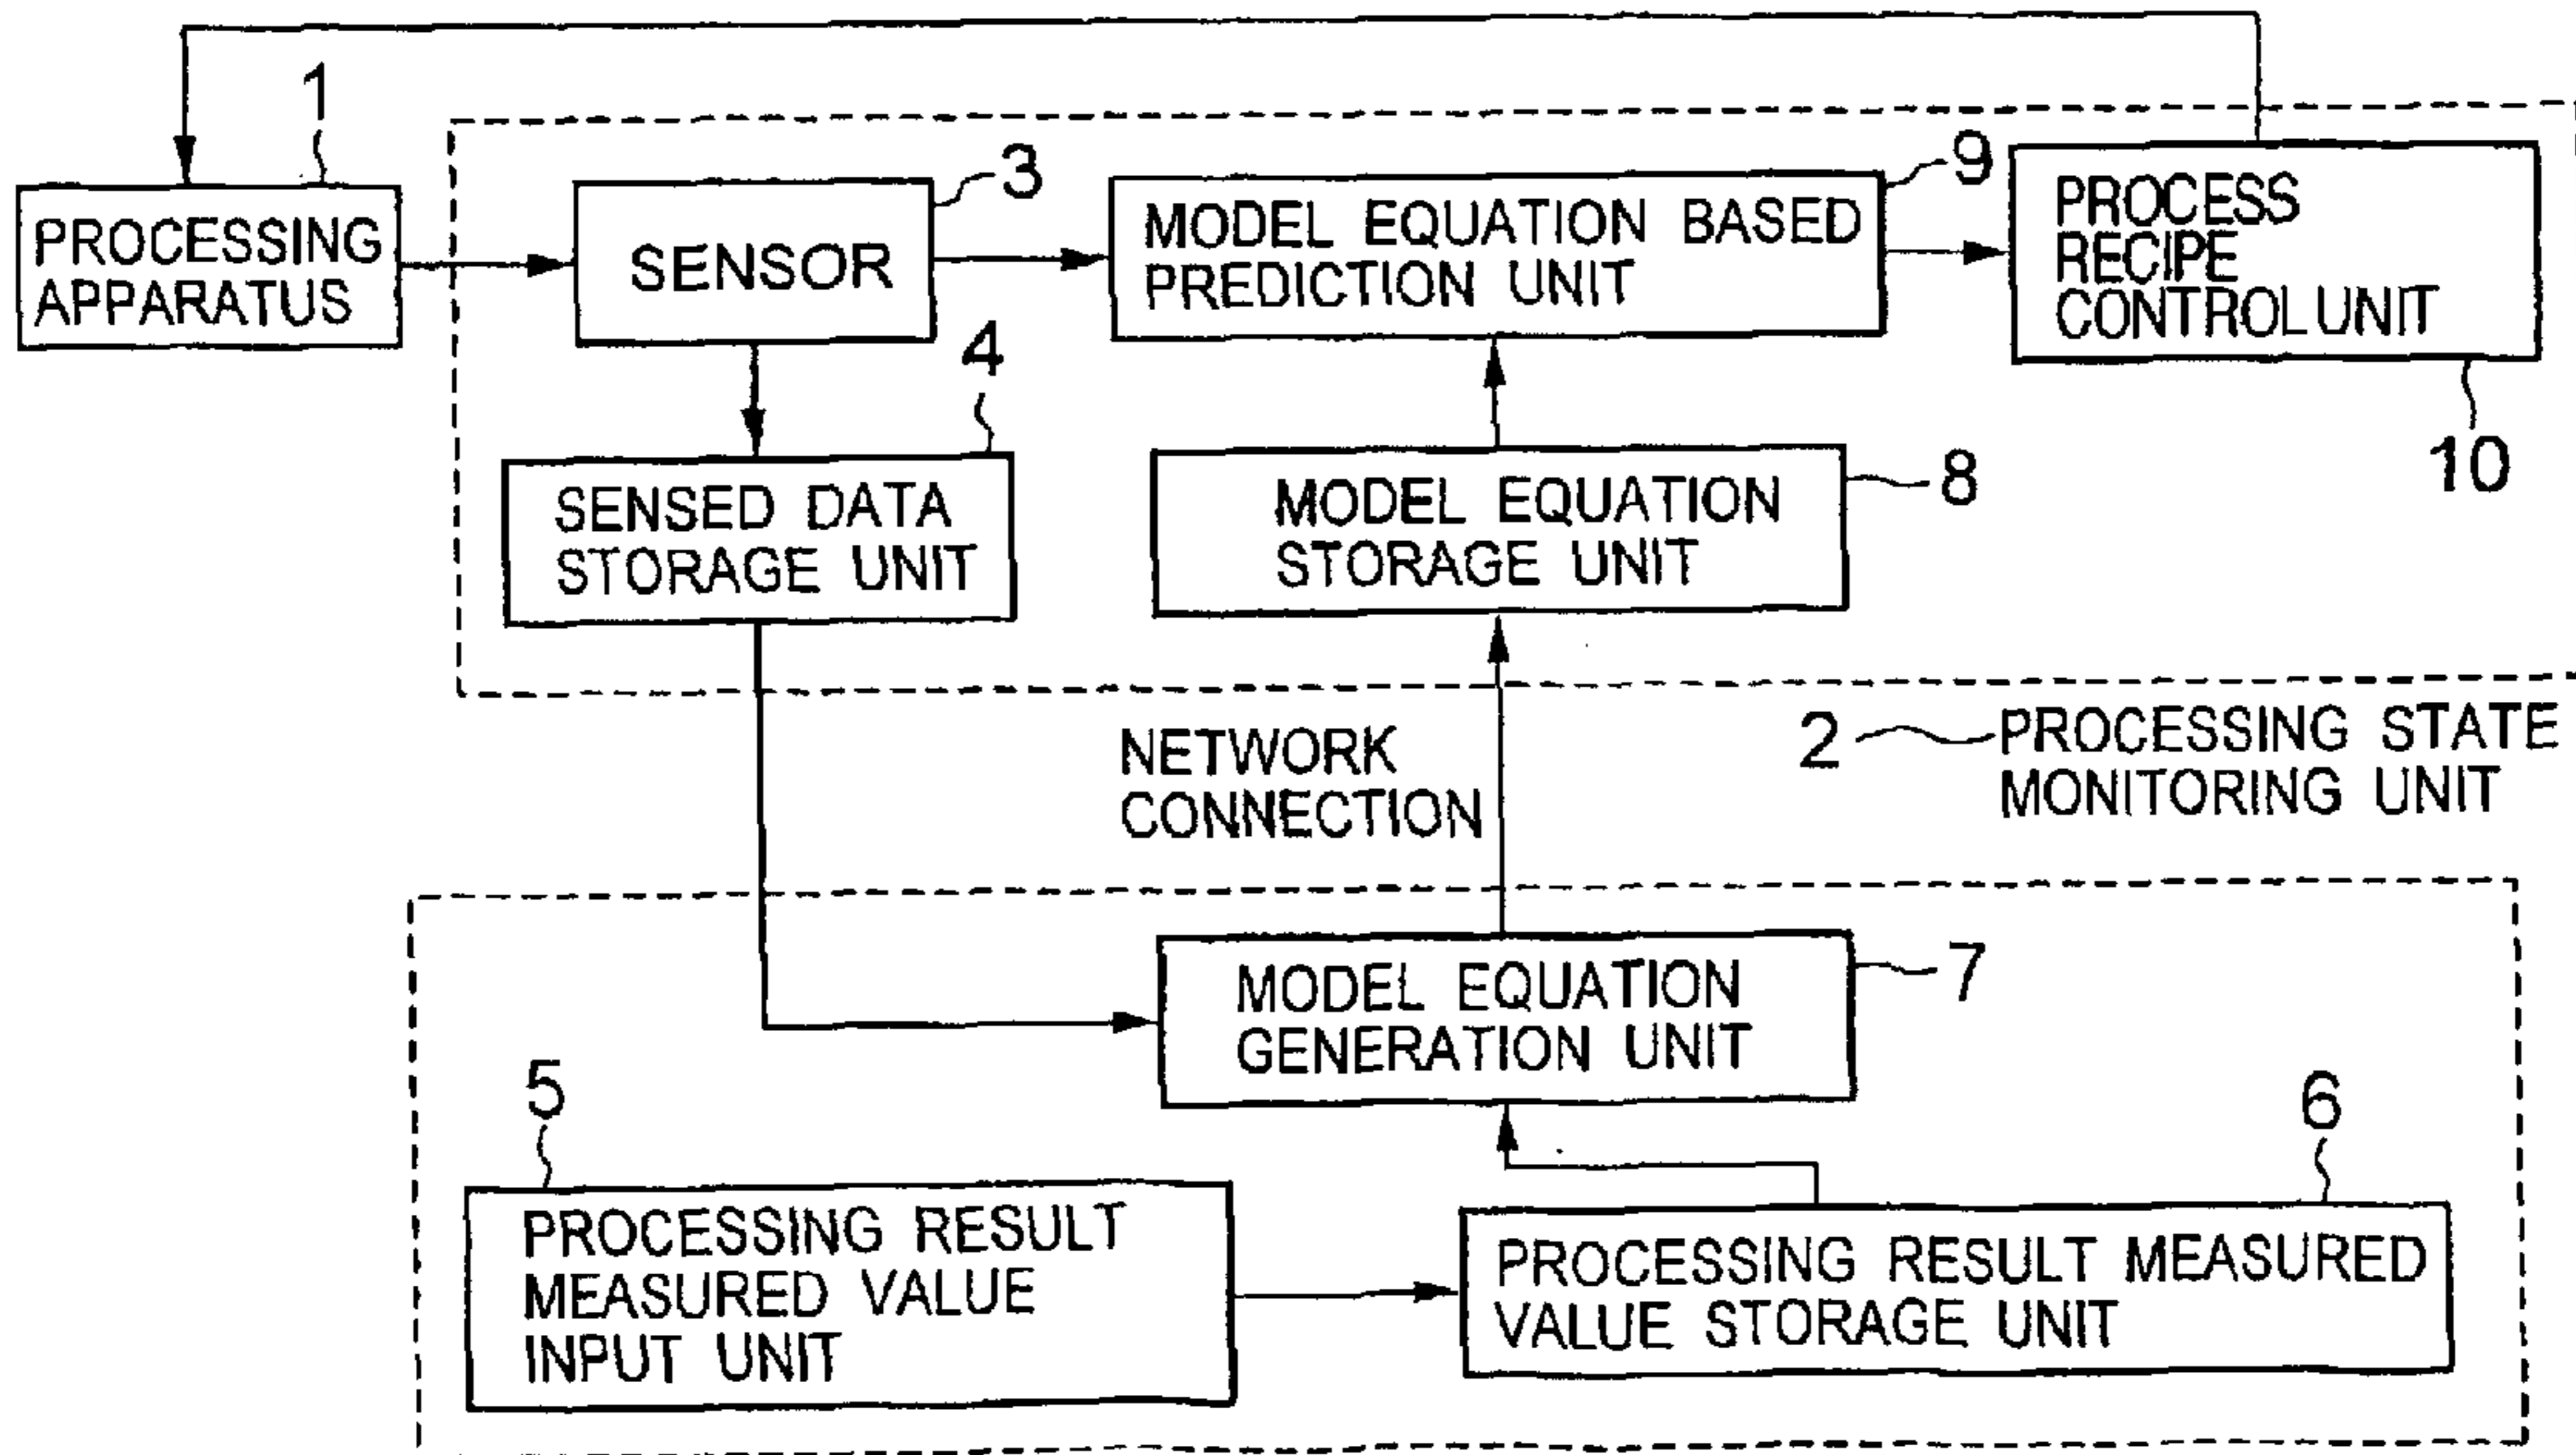 1
PROCESSING
APPARATUS
3
SENSOR
9
MODEL EQUATION BASED
PREDICTION UNIT
PROCESS
RECIPE
CONTROL UNIT
10
4
SENSED DATA
STORAGE UNIT
8
MODEL EQUATION
STORAGE UNIT
NETWORK
CONNECTION
2
PROCESSING STATE
MONITORING UNIT
7
MODEL EQUATION
GENERATION UNIT
5
PROCESSING RESULT
MEASURED VALUE
INPUT UNIT
6
PROCESSING RESULT MEASURED
VALUE STORAGE UNIT